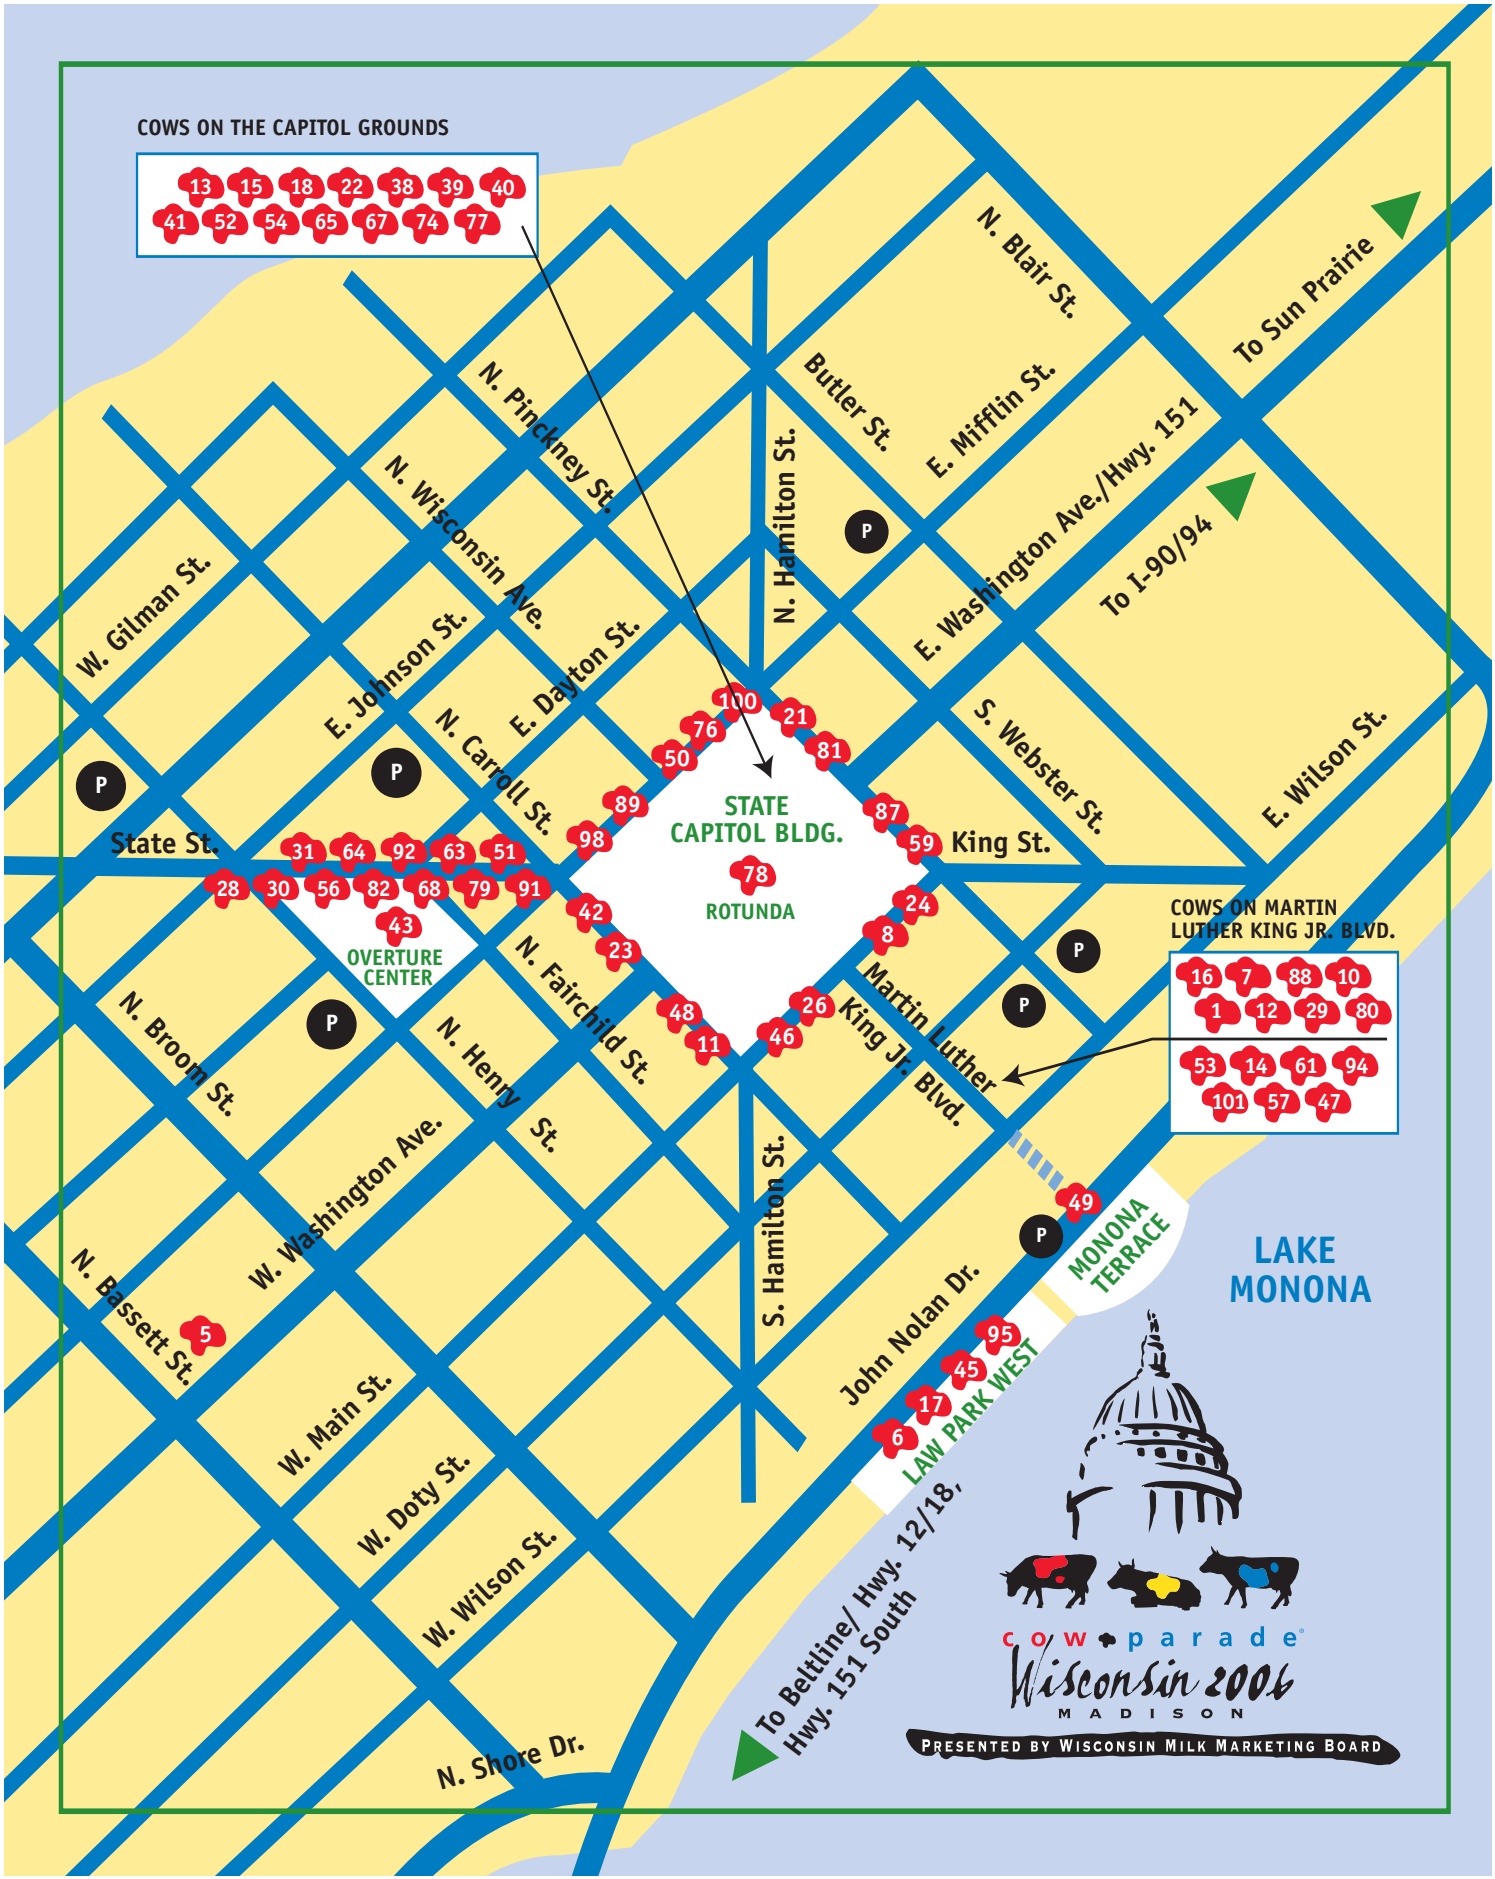 COWS ON THE CAPITOL GROUNDS
13 15 18 22 38 39 40
41 52 54 65 67 74 77
N. Blair St.
To Sun Prairie
N. Pinckney St.
Butler St.
E. Mifflin St.
N. Hamilton St.
E. Washington Ave./Hwy. 151
N. Wisconsin Ave.
P
To I-90/94
W. Gilman St.
E. Johnson St.
E. Dayton St.
N. Carroll St.
S. Webster St.
E. Wilson St.
100
76
50
21
81
P
P
89
98
87
59
STATE
CAPITOL BLDG.
78
ROTUNDA
State St.
King St.
31 64 92 63 51
28 30 56 82 68 79 91
43
OVERTURE
CENTER
42
23
48
11
24
8
26
46
COWS ON MARTIN
LUTHER KING JR. BLVD.
16 7 88 10
1 12 29 80
53 14 61 94
101 57 47
P
P
P
Martin Luther
King Jr. Blvd.
N. Broom St.
N. Fairchild St.
N. Henry St.
W. Washington Ave.
S. Hamilton St.
49
P
MONONA
TERRACE
LAKE
MONONA
N. Bassett St.
5
John Nolan Dr.
95
45
17
6
LAW PARK WEST
W. Main St.
W. Doty St.
W. Wilson St.
To Beltline/ Hwy. 12/18,
Hwy. 151 South
N. Shore Dr.
cow parade®
Wisconsin 2006
MADISON
PRESENTED BY WISCONSIN MILK MARKETING BOARD